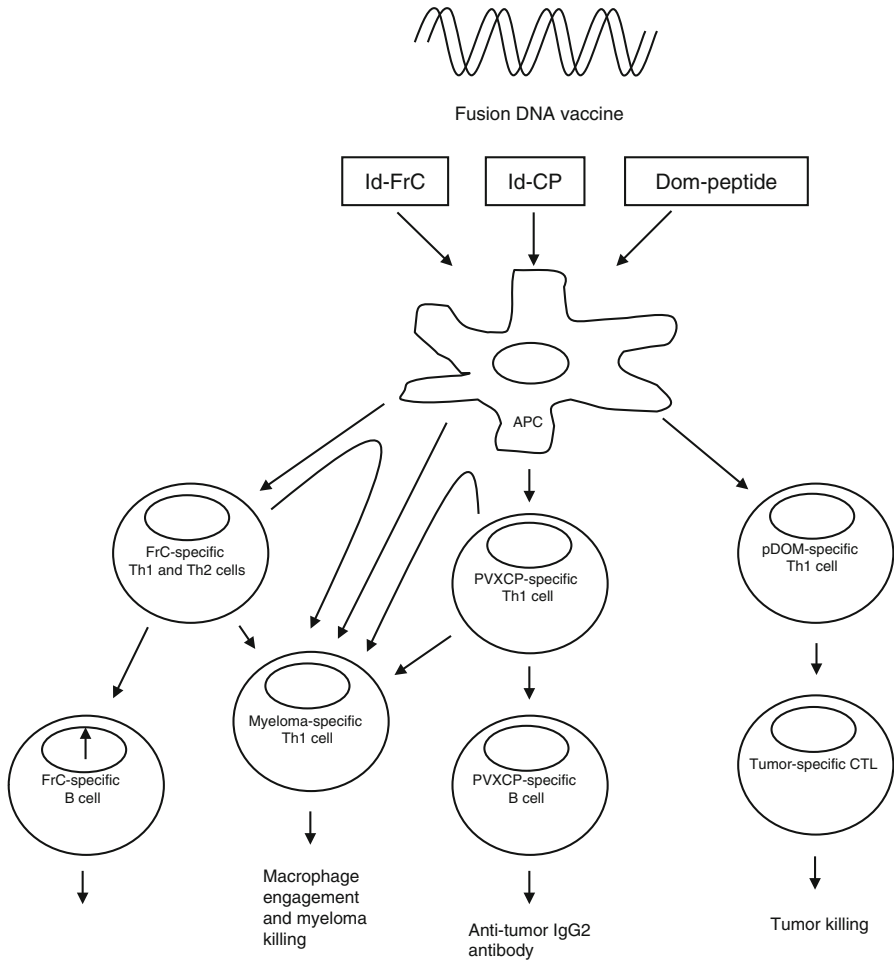 Fusion DNA vaccine
Id-FrC
Id-CP
Dom-peptide
APC
FrC-specific
Th1 and Th2 cells
PVXCP-specific
Th1 cell
pDOM-specific
Th1 cell
Myeloma-specific
Th1 cell
FrC-specific
B cell
PVXCP-specific
B cell
Tumor-specific CTL
Macrophage
engagement
and myeloma
killing
Anti-tumor IgG2
antibody
Tumor killing